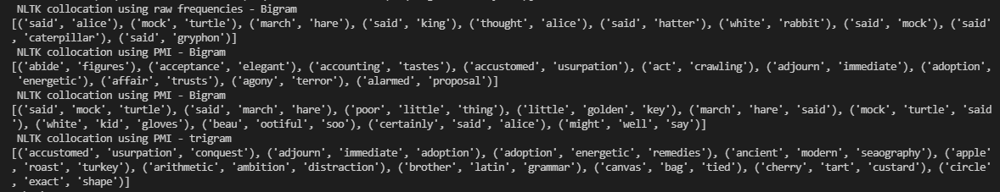 NLTK collocation using raw frequencies - Bigram
[('said', 'alice'), ('mock', 'turtle'), ('march', 'hare'), ('said', 'king'), ('thought', 'alice'), ('said', 'hatter'), ('white', 'rabbit'), ('said', 'mock'), ('said'
, 'caterpillar'), ('said', 'gryphon')]
NLTK collocation using PMI - Bigram
[('abide', 'figures'), ('acceptance', 'elegant'), ('accounting', 'tastes'), ('accustomed', 'usurpation'), ('act', 'crawling'), ('adjourn', 'immediate'), ('adoption',
'energetic'), ('affair', 'trusts'), ('agony', 'terror'), ('alarmed', 'proposal')]
NLTK collocation using PMI - Bigram
[('said', 'mock', 'turtle'), ('said', 'march', 'hare'), ('poor', 'little', 'thing'), ('little', 'golden', 'key'), ('march', 'hare', 'said'), ('mock', 'turtle', 'said
'), ('white', 'kid', 'gloves'), ('beau', 'ootiful', 'soo'), ('certainly', 'said', 'alice'), ('might', 'well', 'say')]
NLTK collocation using PMI - trigram
[('accustomed', 'usurpation', 'conquest'), ('adjourn', 'immediate', 'adoption'), ('adoption', 'energetic', 'remedies'), ('ancient', 'modern', 'seaography'), ('apple'
, 'roast', 'turkey'), ('arithmetic', 'ambition', 'distraction'), ('brother', 'latin', 'grammar'), ('canvas', 'bag', 'tied'), ('cherry', 'tart', 'custard'), ('circle'
, 'exact', 'shape')]